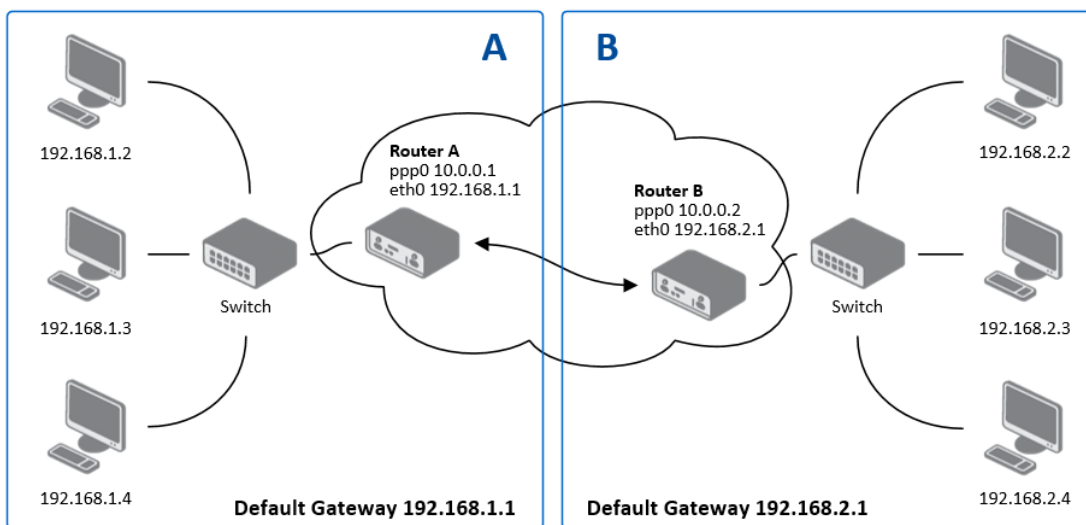 A
B
192.168.1.2
192.168.2.2
Router A
ppp0 10.0.0.1
eth0 192.168.1.1
Router B
ppp0 10.0.0.2
eth0 192.168.2.1
Switch
Switch
192.168.1.3
192.168.2.3
192.168.1.4
192.168.2.4
Default Gateway 192.168.1.1
Default Gateway 192.168.2.1